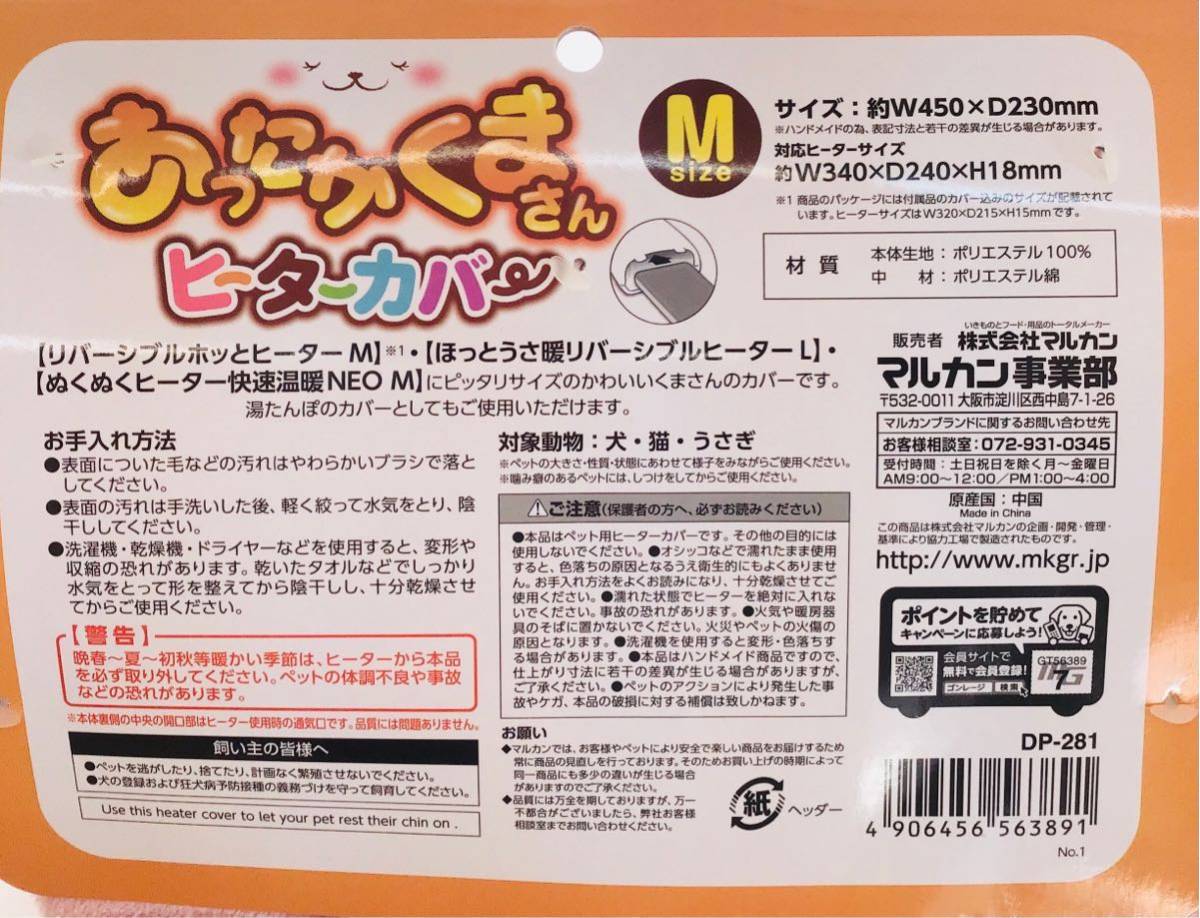 あったかくまさん
ヒーターカバー
M
size
サイズ：約W450×D230mm
※ハンドメイドの為、表記寸法と若干の差異が生じる場合があります。
対応ヒーターサイズ
約W340×D240×H18mm
※1 商品のパッケージには付属品のカバー込みのサイズが記載されて
います。ヒーターサイズはW320×D215×H15mmです。
材 質
本体生地：ポリエステル100%
中　　材：ポリエステル綿
【リバーシブルホッとヒーター M】※1・【ほっとうさ暖リバーシブルヒーター L】・
【ぬくぬくヒーター快速温暖NEO M】にピッタリサイズのかわいいくまさんのカバーです。
湯たんぽのカバーとしてもご使用いただけます。
お手入れ方法
●表面についた毛などの汚れはやわらかいブラシで落と
してください。
●表面の汚れは手洗いした後、軽く絞って水気をとり、陰
干ししてください。
●洗濯機・乾燥機・ドライヤーなどを使用すると、変形や
収縮の恐れがあります。乾いたタオルなどでしっかり
水気をとって形を整えてから陰干しし、十分乾燥させ
てからご使用ください。
【警告】
晩春～夏～初秋等暖かい季節は、ヒーターから本品
を必ず取り外してください。ペットの体調不良や事故
などの恐れがあります。
※本体裏側の中央の開口部はヒーター使用時の通気口です。品質には問題ありません。
飼い主の皆様へ
●ペットを逃がしたり、捨てたり、計画なく繁殖させないでください。
●犬の登録および狂犬病予防接種の義務づけを守って飼育してください。
Use this heater cover to let your pet rest their chin on .
対象動物：犬・猫・うさぎ
※ペットの大きさ・性質・状態にあわせて様子をみながらご使用ください。
※噛み癖のあるペットには、しつけをしてからご使用ください。
⚠ご注意(保護者の方へ、必ずお読みください)
●本品はペット用ヒーターカバーです。その他の目的には
使用しないでください。●オシッコなどで濡れたまま使用
すると、色落ちの原因となるうえ衛生的にもよくありませ
ん。お手入れ方法をよくお読みになり、十分乾燥させてご
使用ください。●濡れた状態でヒーターを絶対に入れな
いでください。事故の恐れがあります。●火気や暖房器
具のそばに置かないでください。火災やペットの火傷の
原因となります。●洗濯機を使用すると変形・色落ちす
る場合があります。●本品はハンドメイド商品ですので、
仕上がり寸法に若干の差異が生じる場合がありますが、
ご了承ください。●ペットのアクションにより発生した事
故やケガ、本品の破損に対する補償は致しかねます。
お願い
◆マルカンでは、お客様やペットにより安全で楽しい商品をお届けするため
常に商品の見直しを行っております。そのためお買い上げの時期によって
同一商品にも多少の違いが生じる場合
がありますのでご了承ください。
◆品質には万全を期しておりますが、万一
不都合がございましたら、弊社お客様
相談室までお問い合わせください。
紙
ヘッダー
いきものとフード・用品のトータルメーカー
販売者 株式会社マルカン
マルカン事業部
〒532-0011 大阪市淀川区西中島7-1-26
マルカンブランドに関するお問い合わせ先
お客様相談室：072-931-0345
受付時間：土日祝日を除く月～金曜日
AM9:00～12:00/PM1:00～4:00
原産国：中国
Made in China
この商品は株式会社マルカンの企画・開発・管理・
基準により協力工場で製造されたものです。
http://www.mkgr.jp
ポイントを貯めて
キャンペーンに応募しよう!
会員サイトで
無料で会員登録!
ゴンレージ 検索
GT56389
7
DP-281
4 906456 563891
No.1